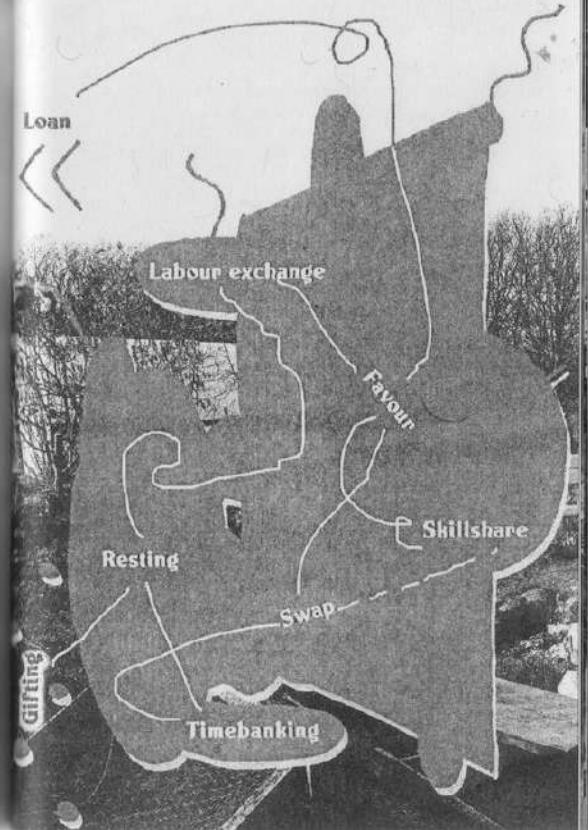 Loan
Labour exchange
Favour
Skillshare
Resting
Swap
Gifting
Timebanking